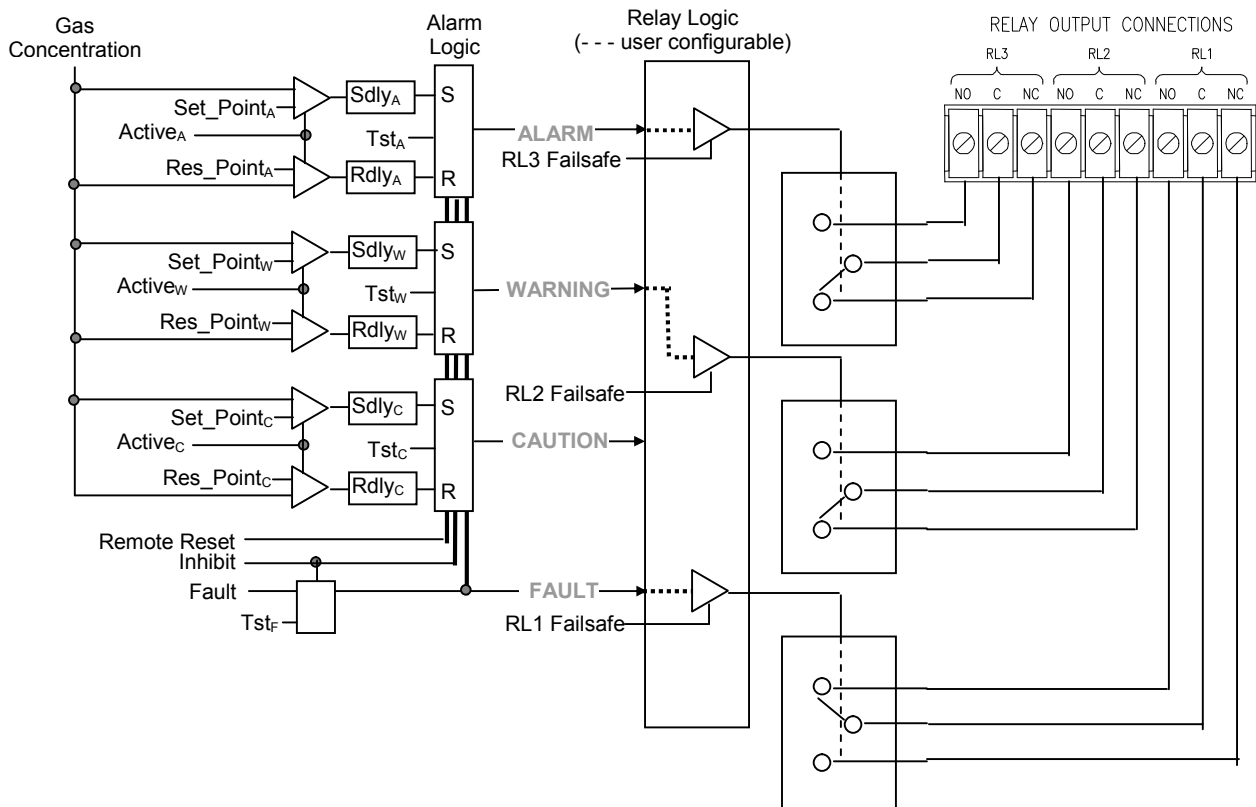 Gas
Concentration
Alarm
Logic
Relay Logic
(- - - user configurable)
RELAY OUTPUT CONNECTIONS
RL3 RL2 RL1
NO C NC NO C NC NO C NC
Set_PointA
SdlyA
S
ActiveA
TstA
ALARM
Res_PointA
RdlyA
R
RL3 Failsafe
Set_PointW
SdlyW
S
ActiveW
TstW
WARNING
Res_PointW
RdlyW
R
RL2 Failsafe
Set_PointC
SdlyC
S
ActiveC
TstC
CAUTION
Res_PointC
RdlyC
R
Remote Reset
Inhibit
Fault
FAULT
TstF
RL1 Failsafe